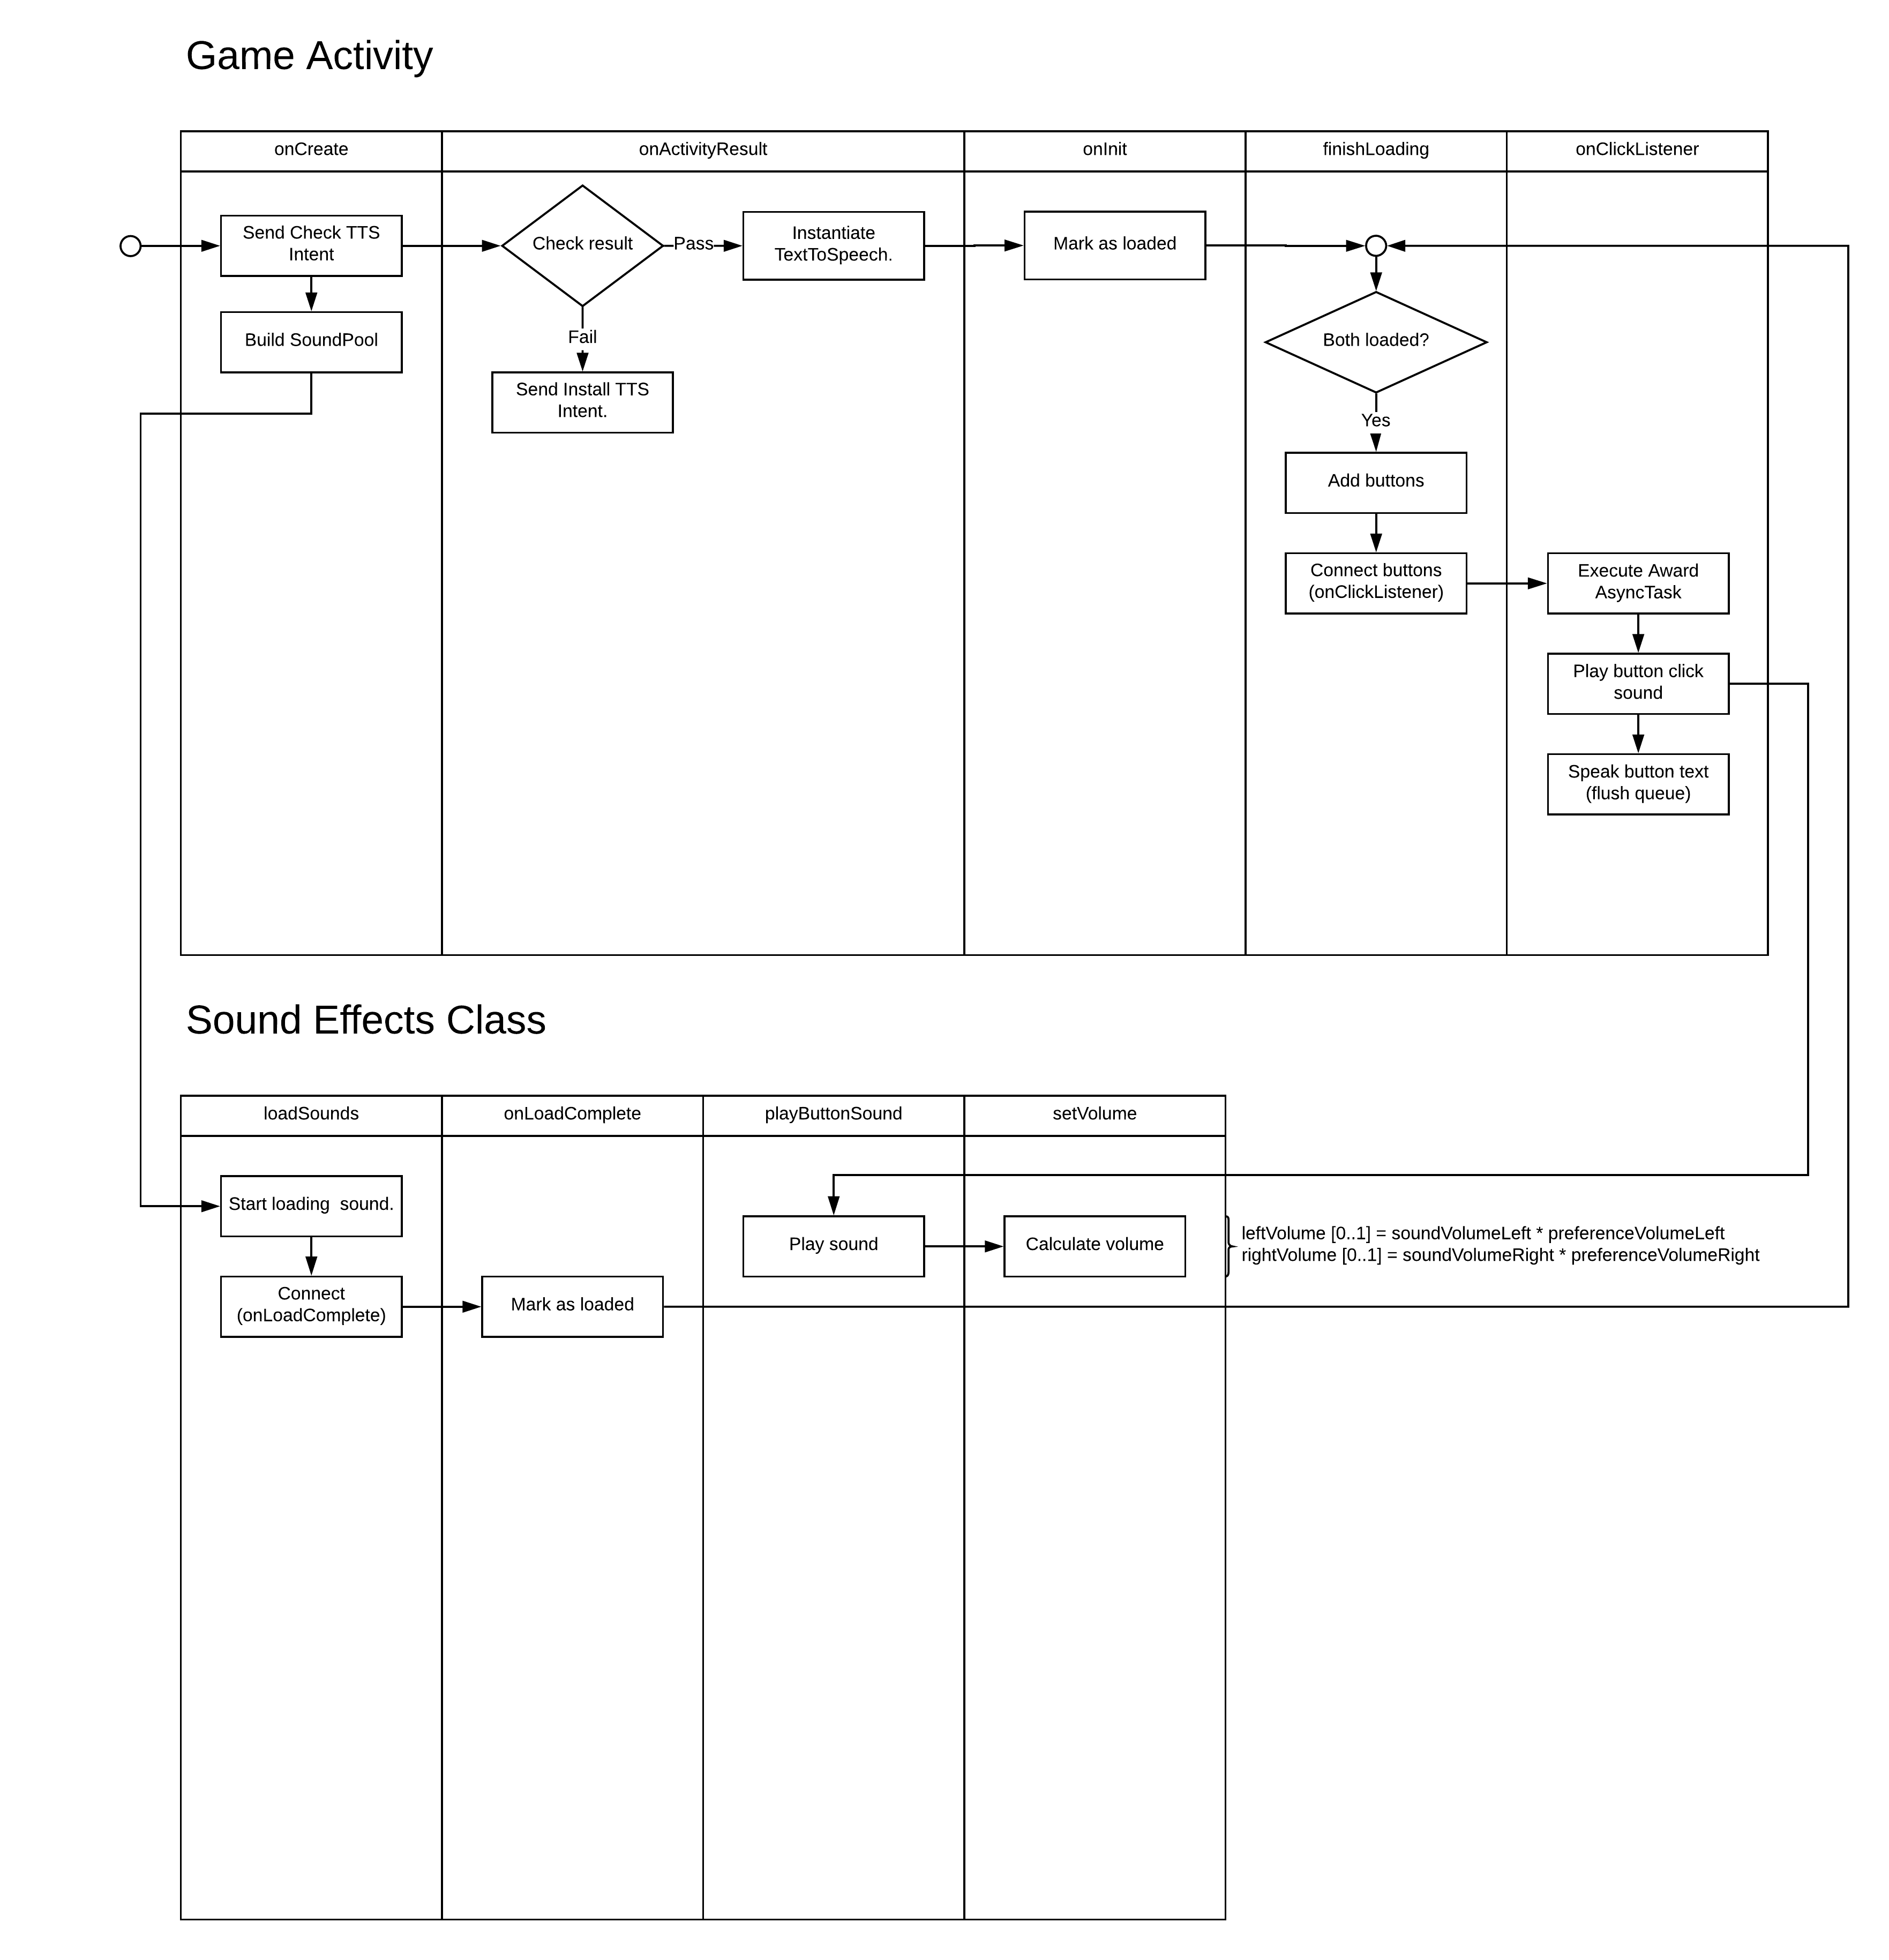 Game Activity
onCreate
onActivityResult
onInit
finishLoading
onClickListener
Send Check TTS
Intent
Build SoundPool
Check result
Pass
Fail
Send Install TTS
Intent.
Instantiate
TextToSpeech.
Mark as loaded
Both loaded?
Yes
Add buttons
Connect buttons
(onClickListener)
Execute Award
AsyncTask
Play button click
sound
Speak button text
(flush queue)
Sound Effects Class
loadSounds
onLoadComplete
playButtonSound
setVolume
Start loading  sound.
Connect
(onLoadComplete)
Mark as loaded
Play sound
Calculate volume
leftVolume [0..1] = soundVolumeLeft * preferenceVolumeLeft
rightVolume [0..1] = soundVolumeRight * preferenceVolumeRight